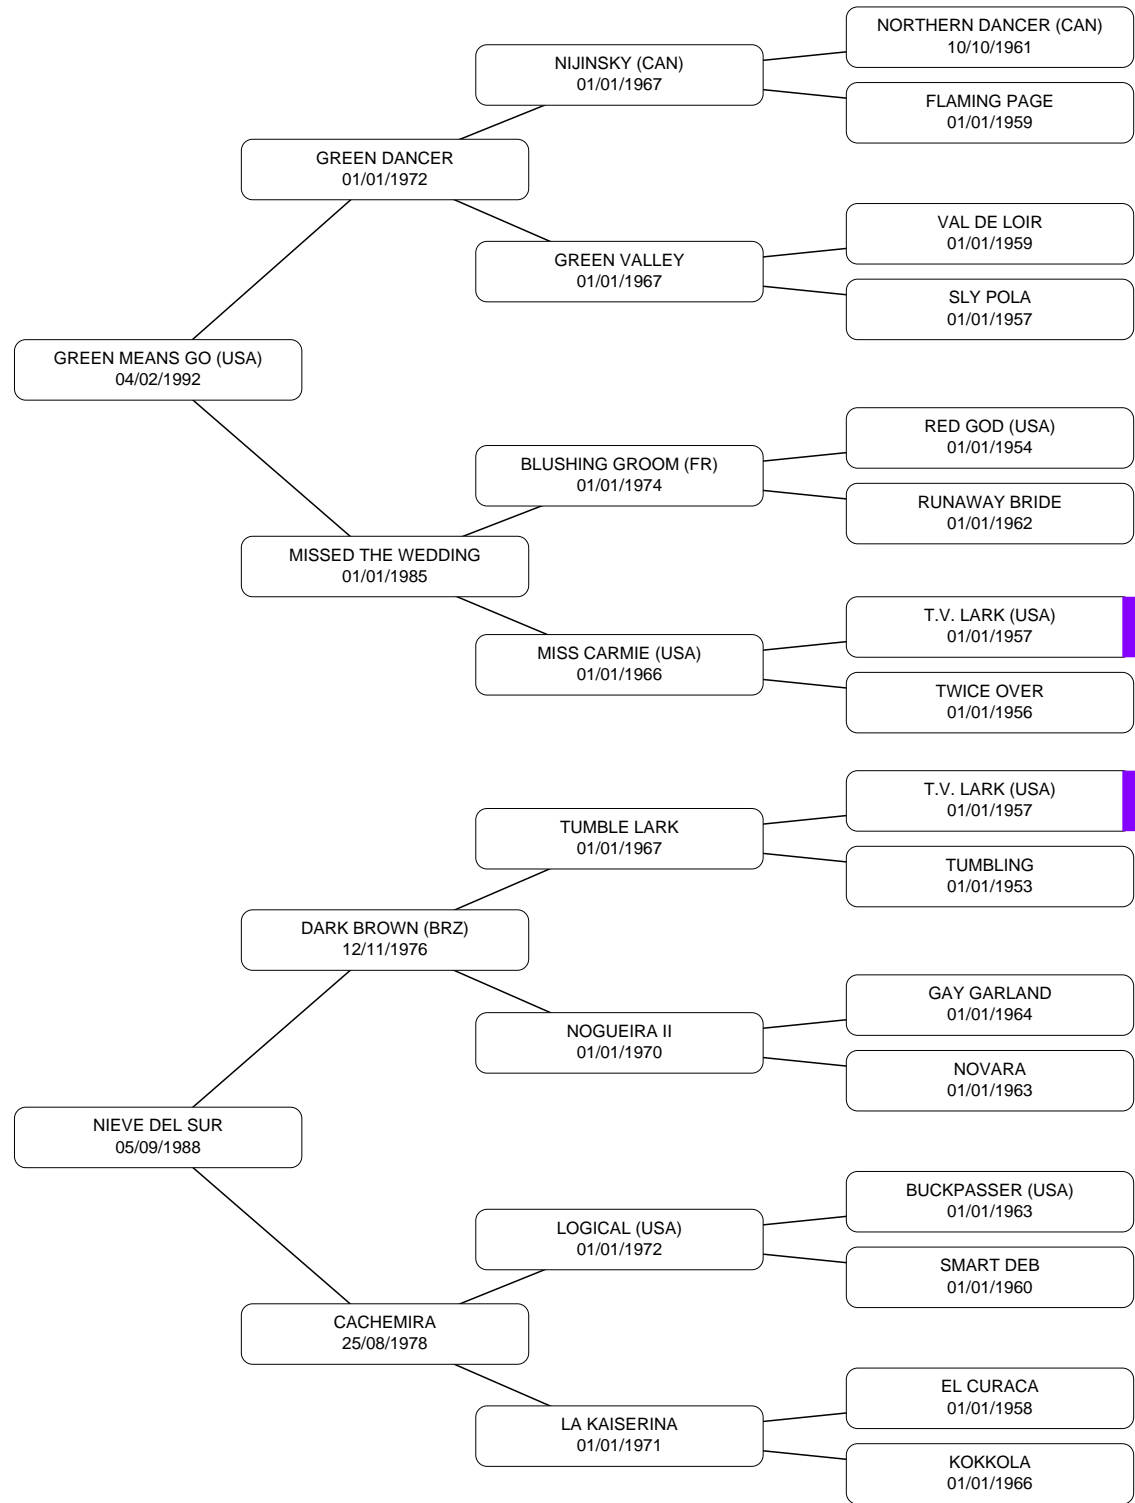 NORTHERN DANCER (CAN)
10/10/1961
NIJINSKY (CAN)
01/01/1967
FLAMING PAGE
01/01/1959
GREEN DANCER
01/01/1972
VAL DE LOIR
01/01/1959
GREEN VALLEY
01/01/1967
SLY POLA
01/01/1957
GREEN MEANS GO (USA)
04/02/1992
RED GOD (USA)
01/01/1954
BLUSHING GROOM (FR)
01/01/1974
RUNAWAY BRIDE
01/01/1962
MISSED THE WEDDING
01/01/1985
T.V. LARK (USA)
01/01/1957
MISS CARMIE (USA)
01/01/1966
TWICE OVER
01/01/1956
T.V. LARK (USA)
01/01/1957
TUMBLE LARK
01/01/1967
TUMBLING
01/01/1953
DARK BROWN (BRZ)
12/11/1976
GAY GARLAND
01/01/1964
NOGUEIRA II
01/01/1970
NOVARA
01/01/1963
NIEVE DEL SUR
05/09/1988
BUCKPASSER (USA)
01/01/1963
LOGICAL (USA)
01/01/1972
SMART DEB
01/01/1960
CACHEMIRA
25/08/1978
EL CURACA
01/01/1958
LA KAISERINA
01/01/1971
KOKKOLA
01/01/1966